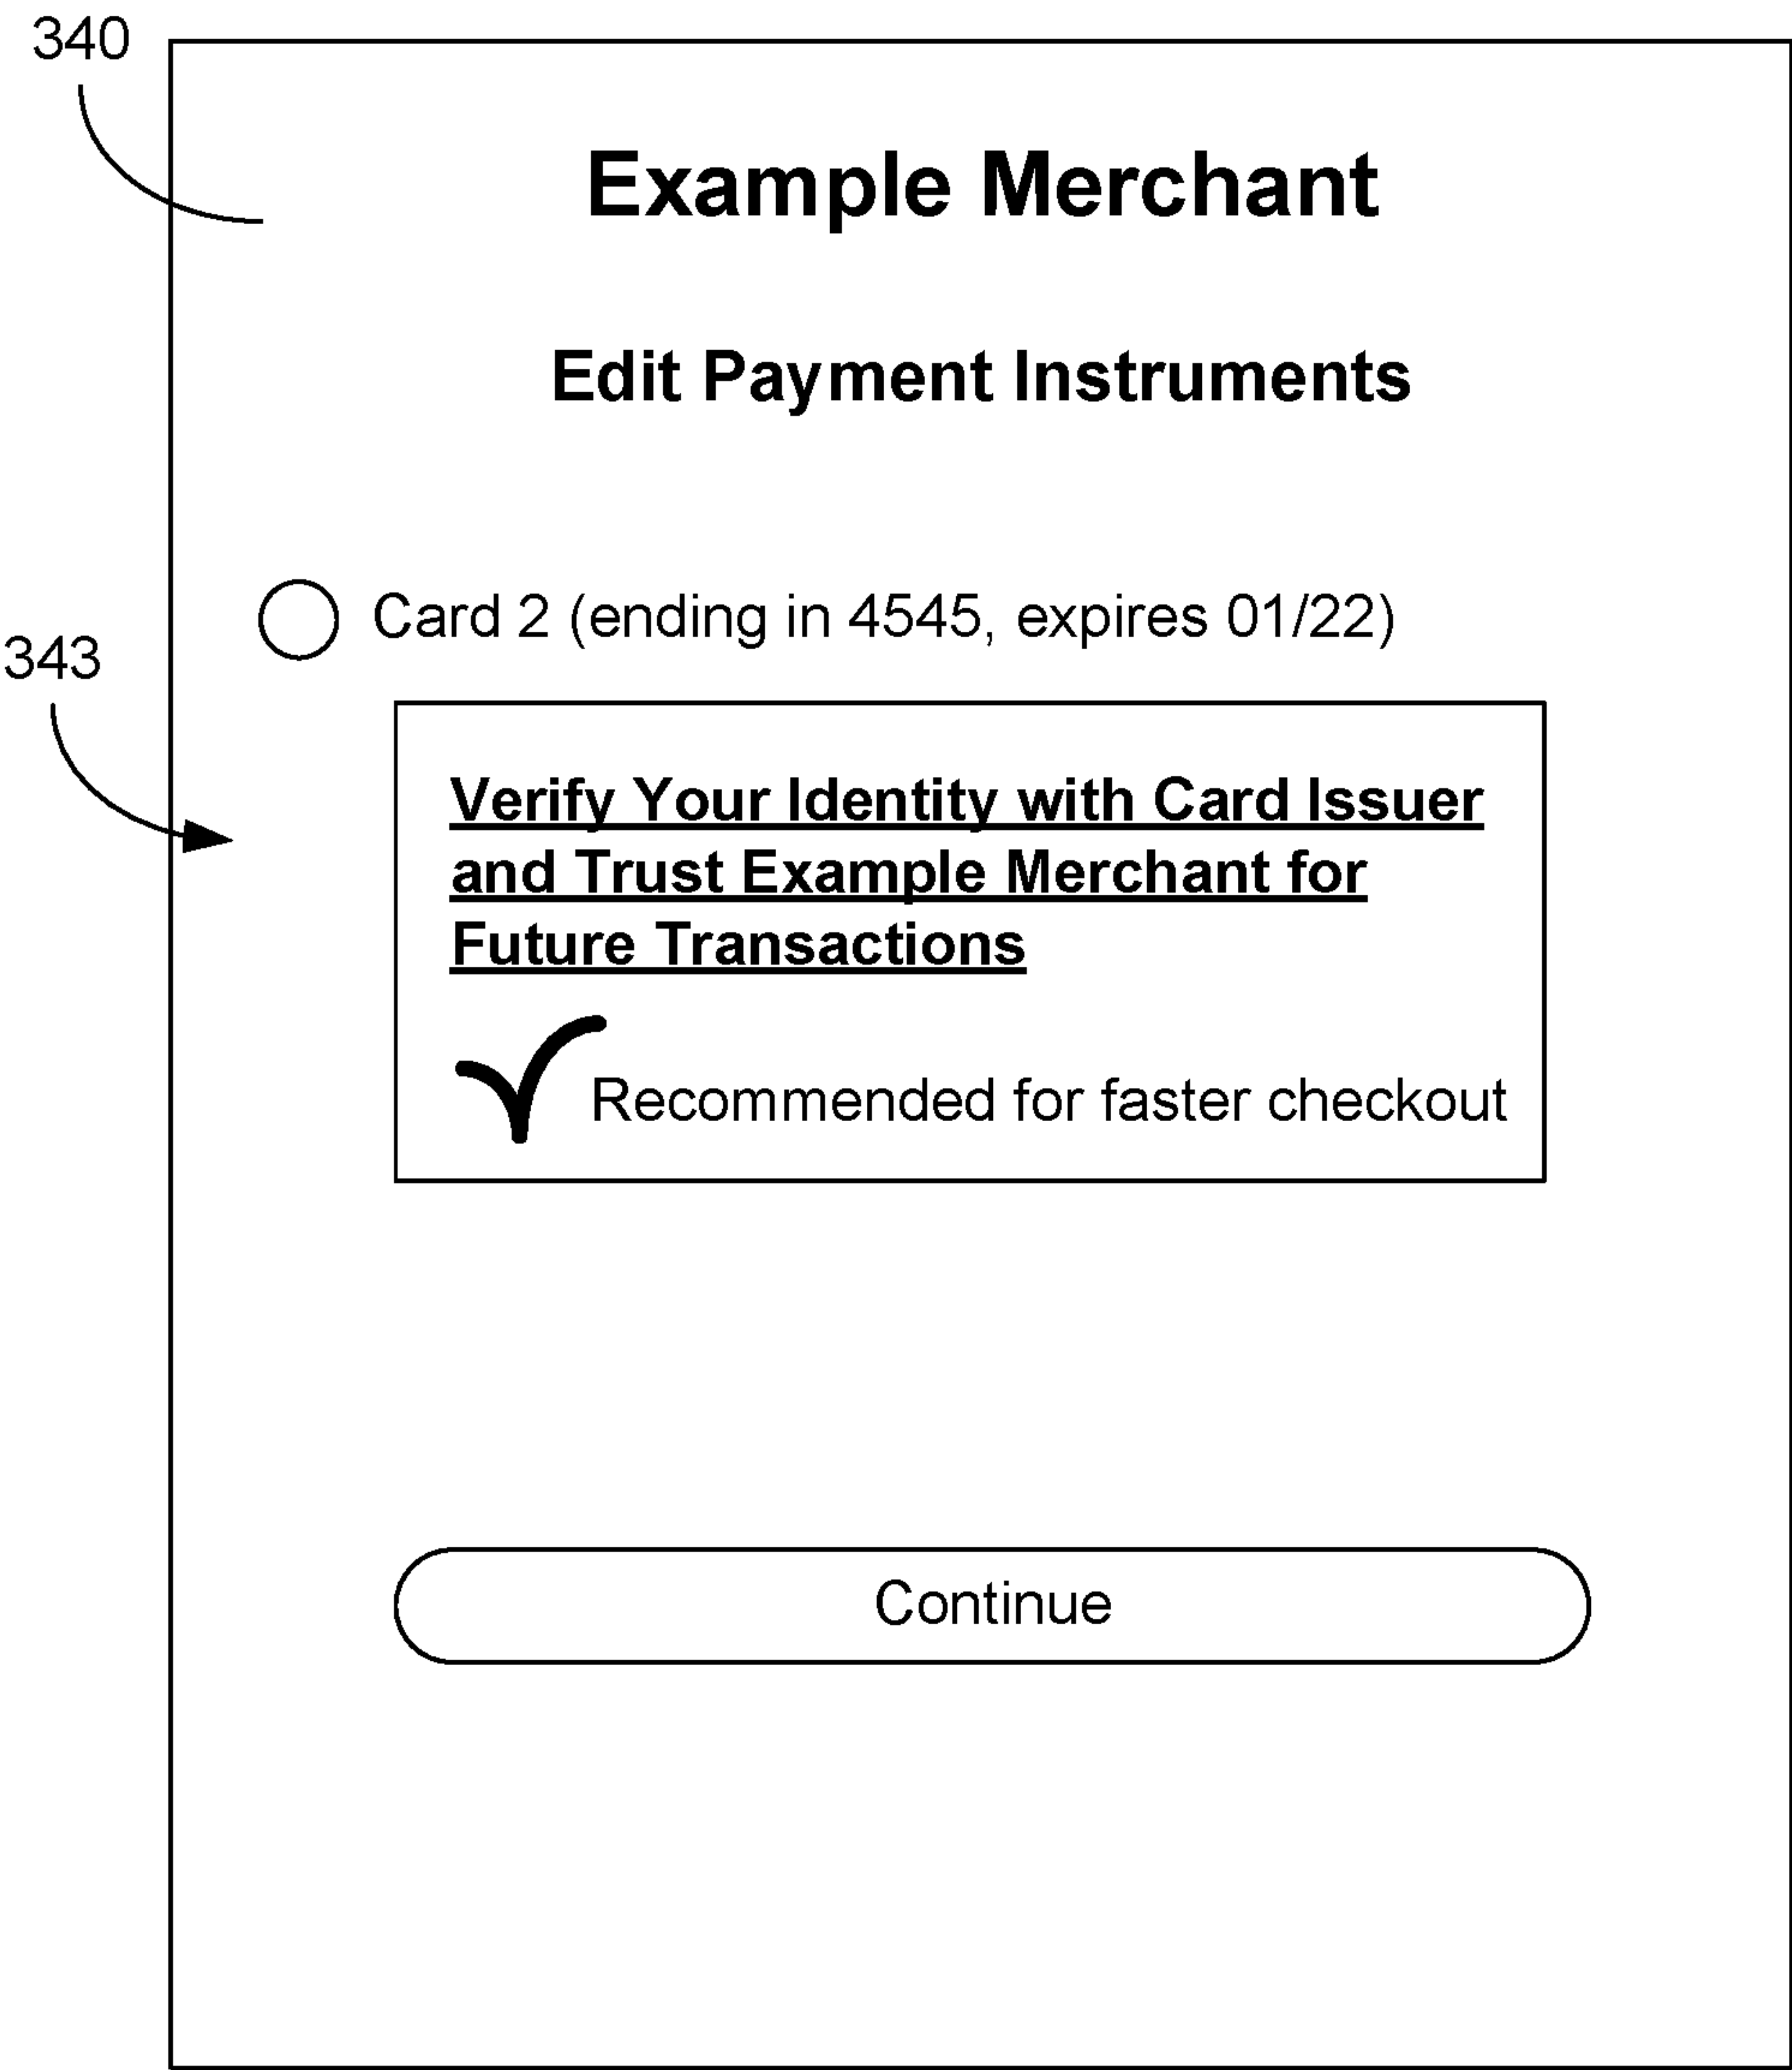 340
Example Merchant
Edit Payment Instruments
Card 2 (ending in 4545, expires 01/22)
343
Verify Your Identity with Card Issuer
and Trust Example Merchant for
Future Transactions
Recommended for faster checkout
Continue